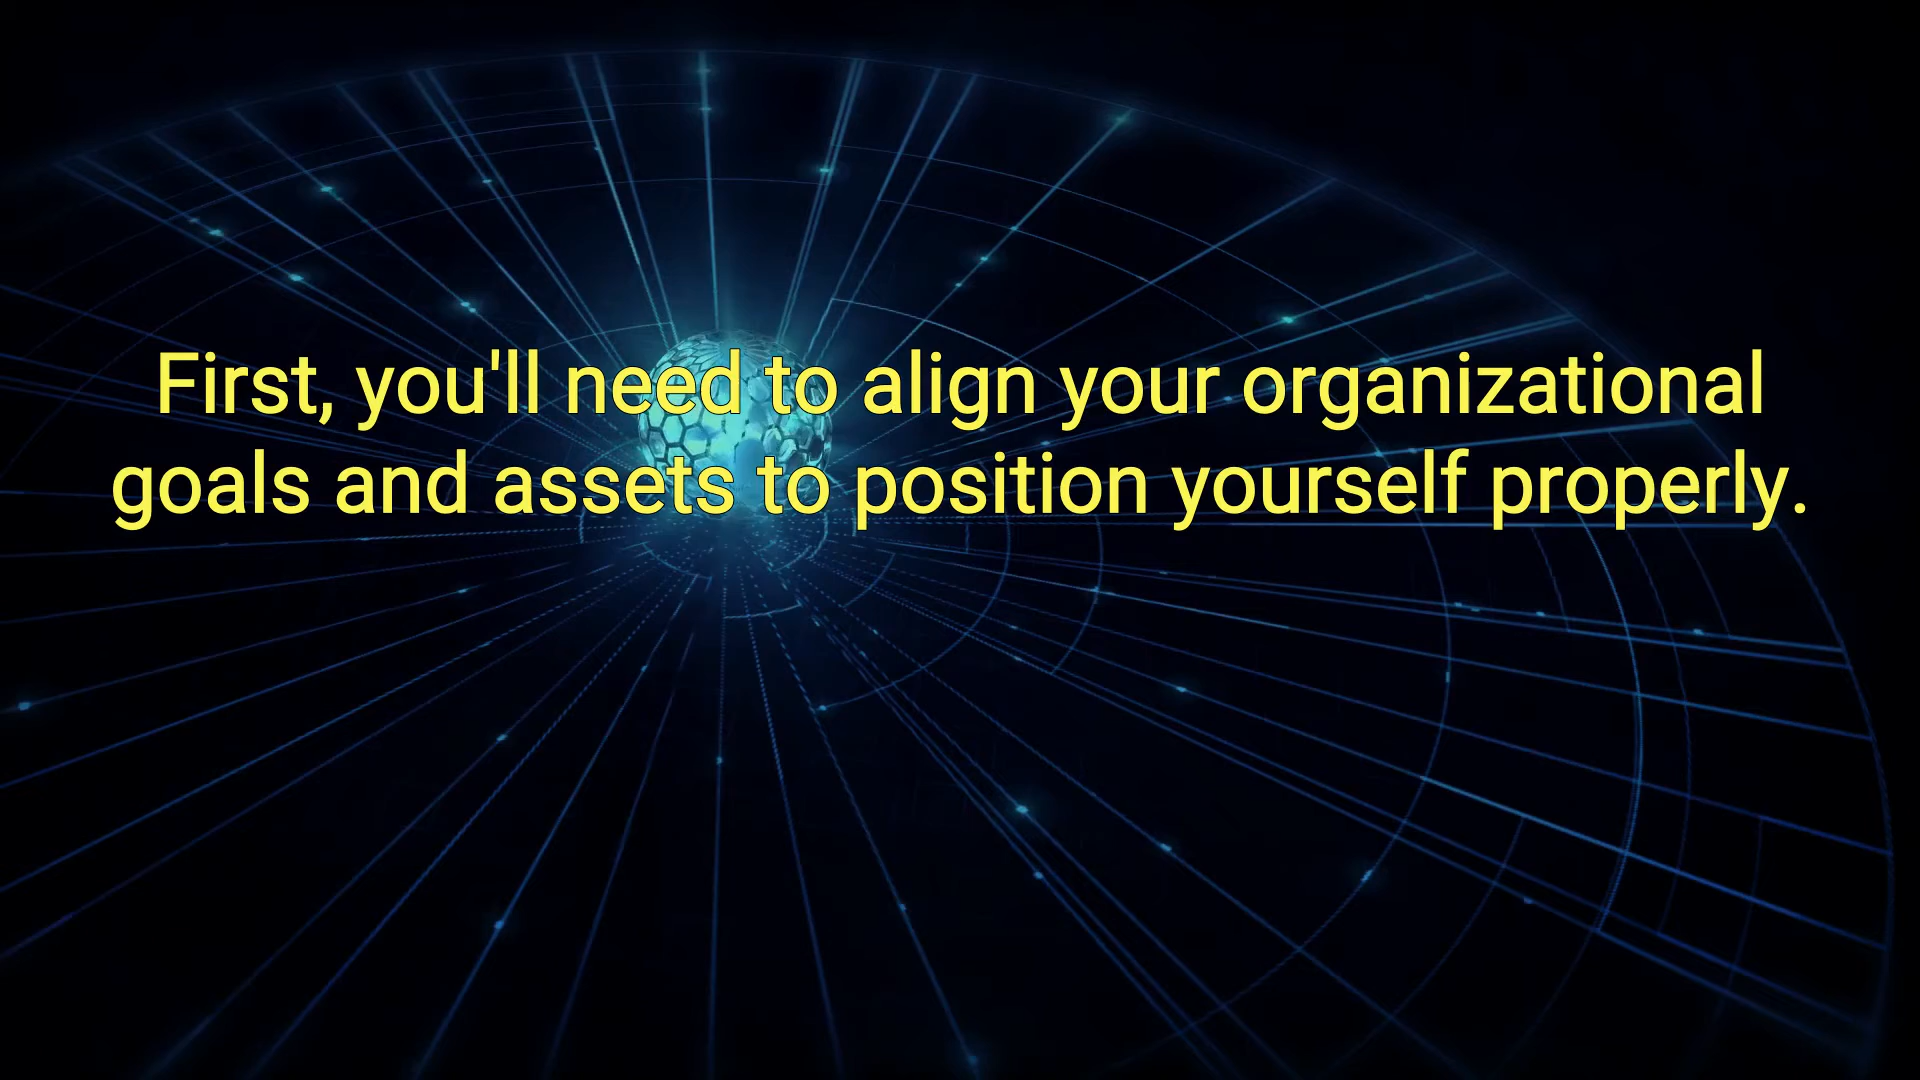 First, you'll need to align your organizational
goals and assets to position yourself properly.